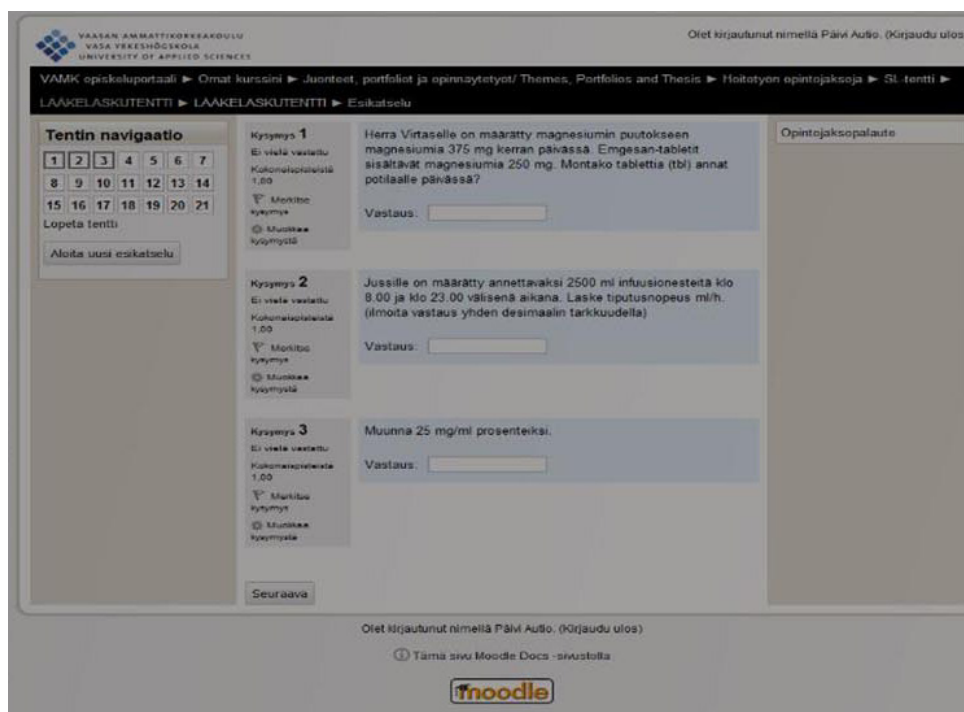 VAASAN AMMATTIKORKEAKOULU
VASA YRKESHÖGSKOLA
UNIVERSITY OF APPLIED SCIENCES
Olet kirjautunut nimellä Päivi Autio. (Kirjaudu ulos
VAMK opiskeluportaali ► Omat kurssini ► Juonteet, portfoliot ja opinnäytetyöt/ Themes, Portfolios and Thesis ► Hoitotyön opintojaksoja ► SL-tentti ►
LÄÄKELASKUTENTTI ► LÄÄKELASKUTENTTI ► Esikatselu
Tentin navigaatio
1 2 3 4 5 6 7
8 9 10 11 12 13 14
15 16 17 18 19 20 21
Lopeta tentti
Aloita uusi esikatselu
Kysymys 1
Ei vielä vastattu
Kokonaispisteistä
1,00
Merkitse
kysymys
Muokkaa
kysymystä
Herra Virtaselle on määrätty magnesiumin puutokseen
magnesiumia 375 mg kerran päivässä. Emgesan-tabletit
sisältävät magnesiumia 250 mg. Montako tablettia (tbl) annat
potilaalle päivässä?
Vastaus:
Opintojaksopalaute
Kysymys 2
Ei vielä vastattu
Kokonaispisteistä
1,00
Merkitse
kysymys
Muokkaa
kysymystä
Jussille on määrätty annettavaksi 2500 ml infuusionesteitä klo
8.00 ja klo 23.00 välisenä aikana. Laske tiputusnopeus ml/h.
(ilmoita vastaus yhden desimaalin tarkkuudella)
Vastaus:
Kysymys 3
Ei vielä vastattu
Kokonaispisteistä
1,00
Merkitse
kysymys
Muokkaa
kysymystä
Muunna 25 mg/ml prosenteiksi.
Vastaus:
Seuraava
Olet kirjautunut nimellä Päivi Autio. (Kirjaudu ulos)
Tämä sivu Moodle Docs -sivustolla
moodle